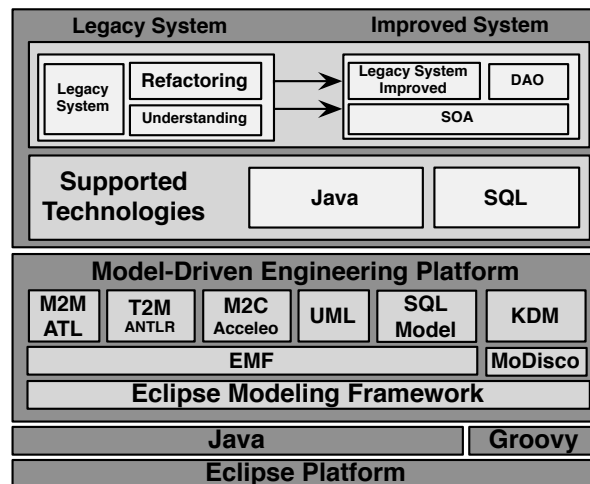 Legacy System
Improved System
Legacy
System
Refactoring
Understanding
Legacy System
Improved
DAO
SOA
Supported
Technologies
Java
SQL
Model-Driven Engineering Platform
M2M
ATL
T2M
ANTLR
M2C
Acceleo
UML
SQL
Model
KDM
EMF
MoDisco
Eclipse Modeling Framework
Java
Groovy
Eclipse Platform